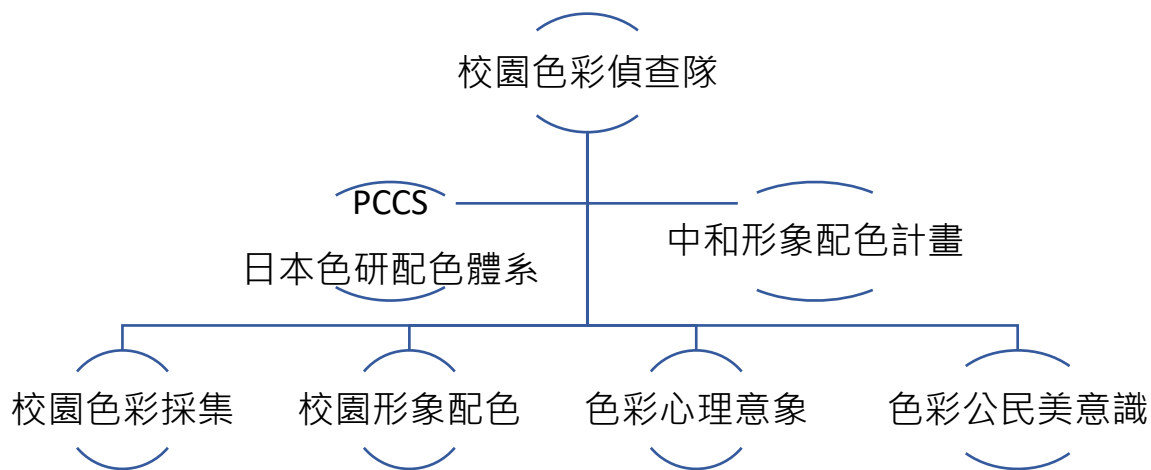 校園色彩偵查隊
PCCS
日本色研配色體系
中和形象配色計畫
校園色彩採集
校園形象配色
色彩心理意象
色彩公民美意識